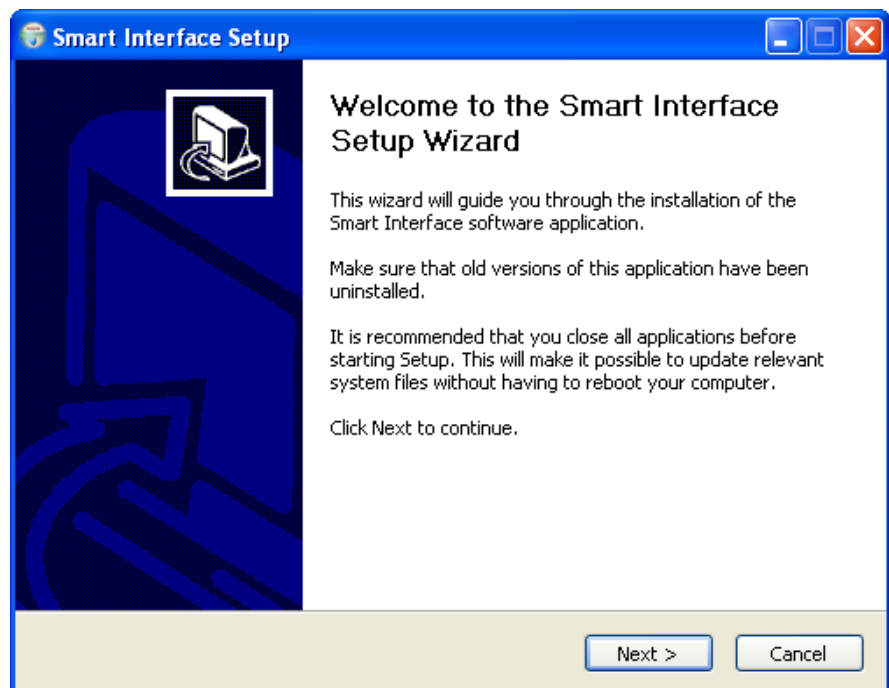 Smart Interface Setup
Welcome to the Smart Interface
Setup Wizard
This wizard will guide you through the installation of the
Smart Interface software application.
Make sure that old versions of this application have been
uninstalled.
It is recommended that you close all applications before
starting Setup. This will make it possible to update relevant
system files without having to reboot your computer.
Click Next to continue.
Next >
Cancel